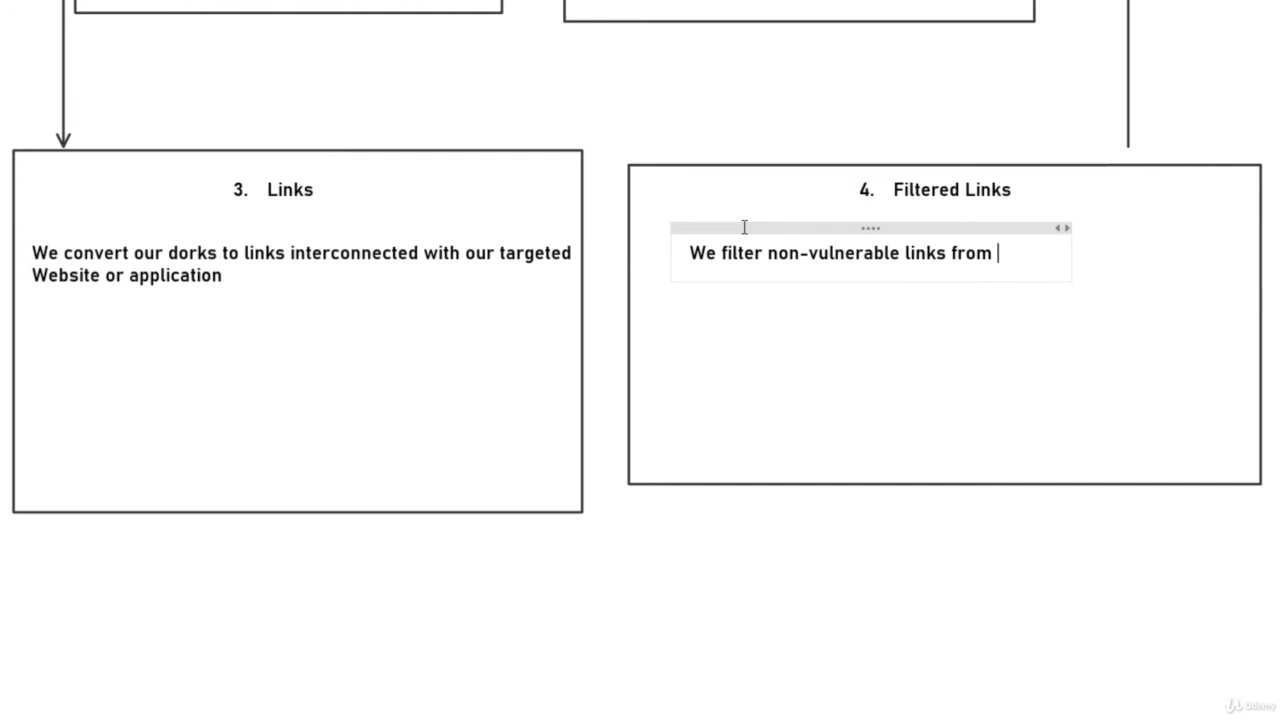 3. Links
We convert our dorks to links interconnected with our targeted
Website or application
4. Filtered Links
We filter non-vulnerable links from
Udemy